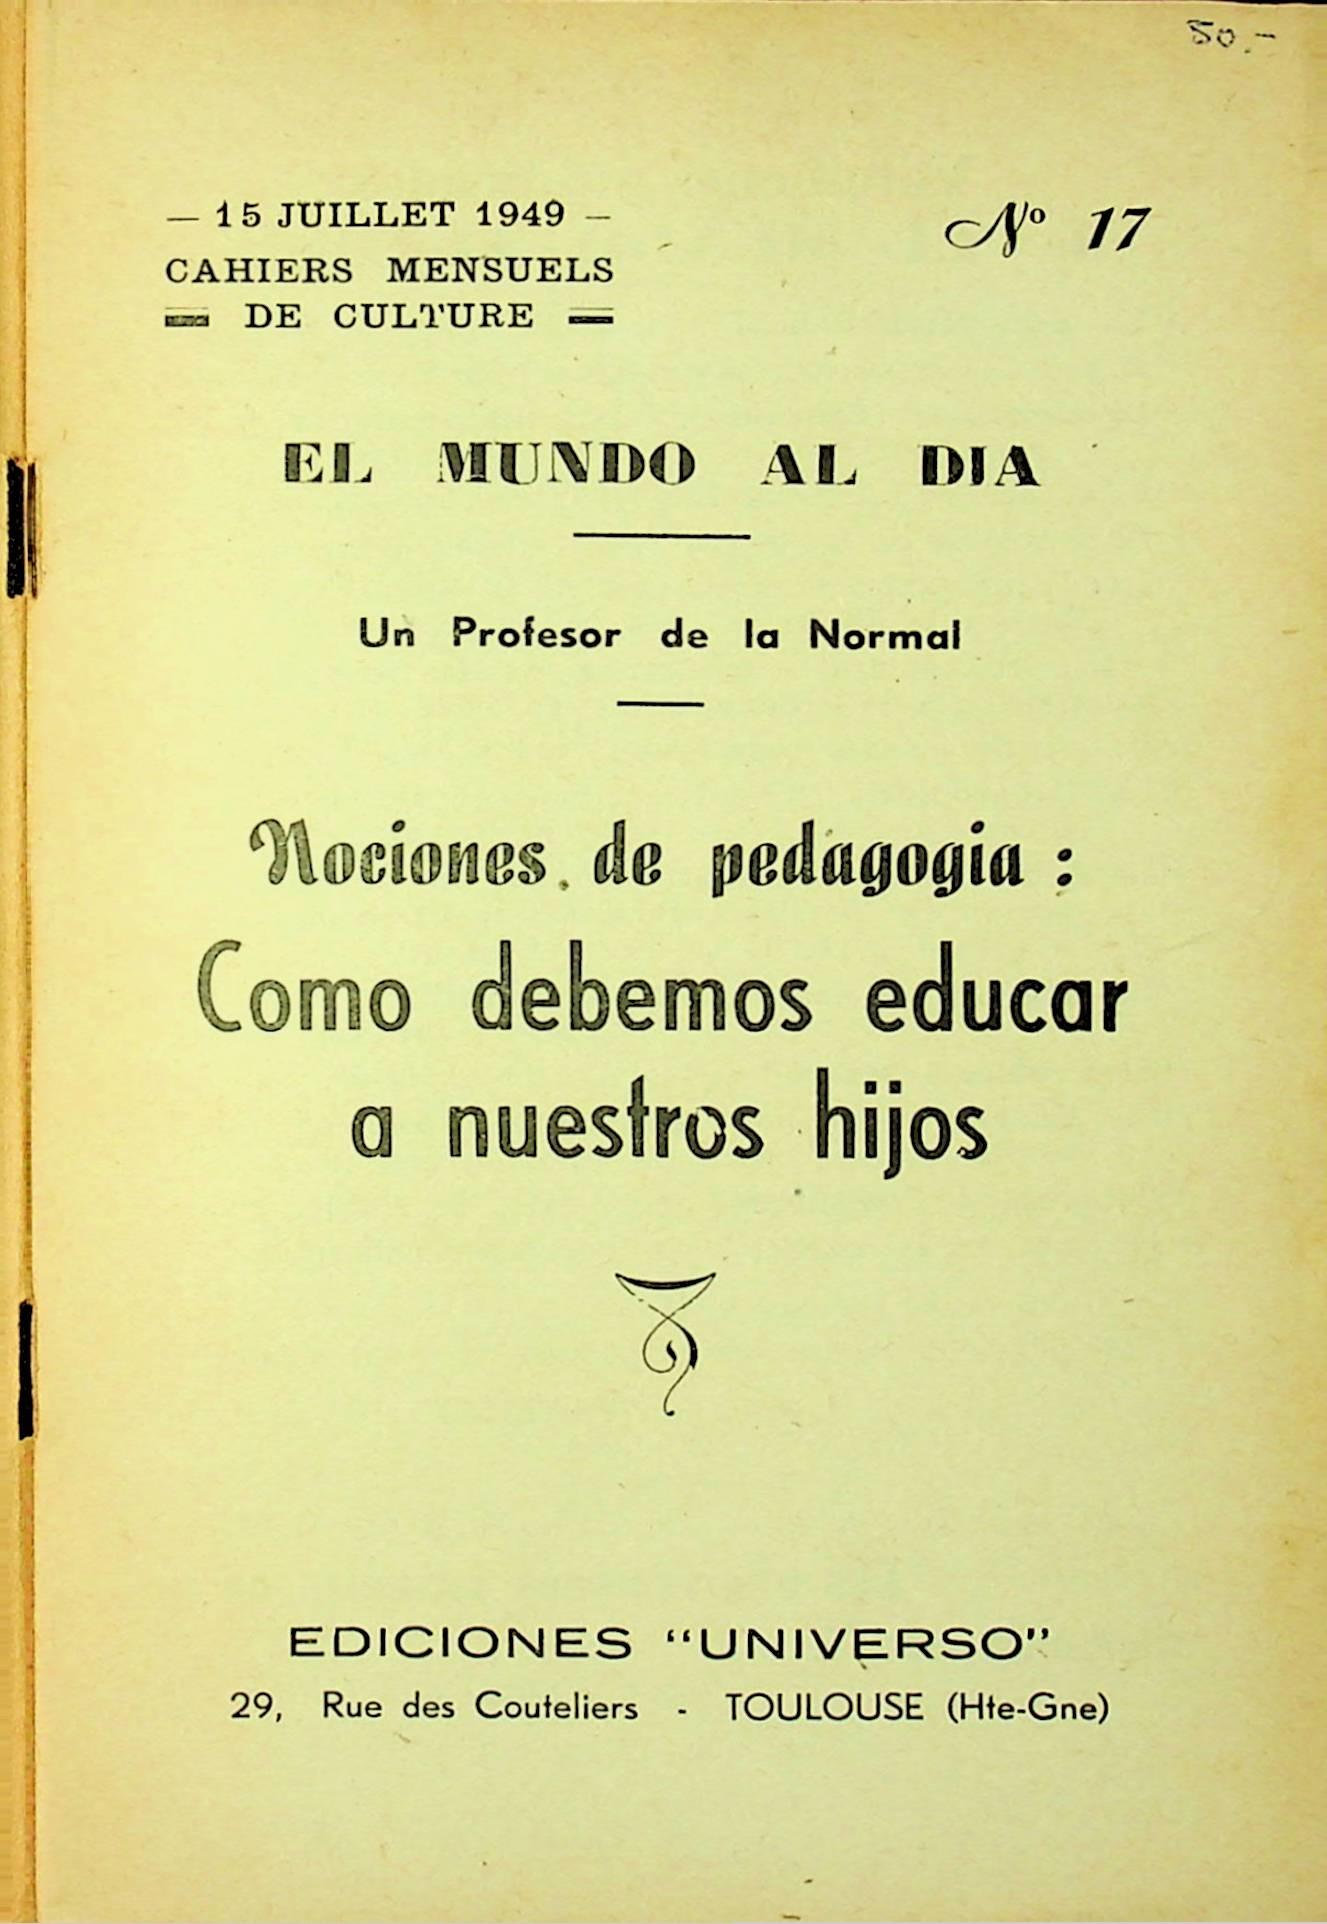 50.-
— 15 JUILLET 1949 —
Nº 17
CAHIERS MENSUELS
DE CULTURE
EL MUNDO AL DIA
Un Profesor de la Normal
Nociones de pedagogia :
Como debemos educar
a nuestros hijos
EDICIONES "UNIVERSO"
29, Rue des Couteliers - TOULOUSE (Hte-Gne)